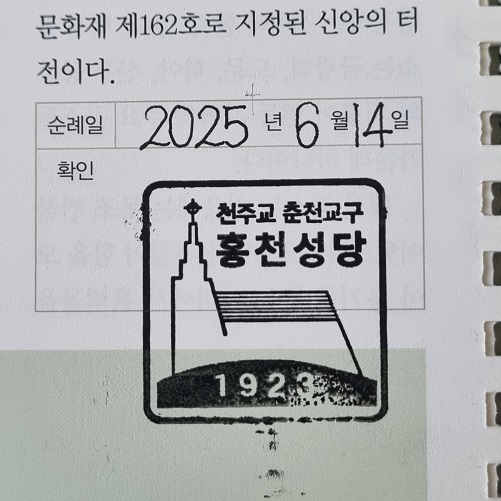 문화재 제162호로 지정된 신앙의 터
전이다.
순례일 2025 년 6 월 14 일
확인
천주교 춘천교구
홍천성당
1923